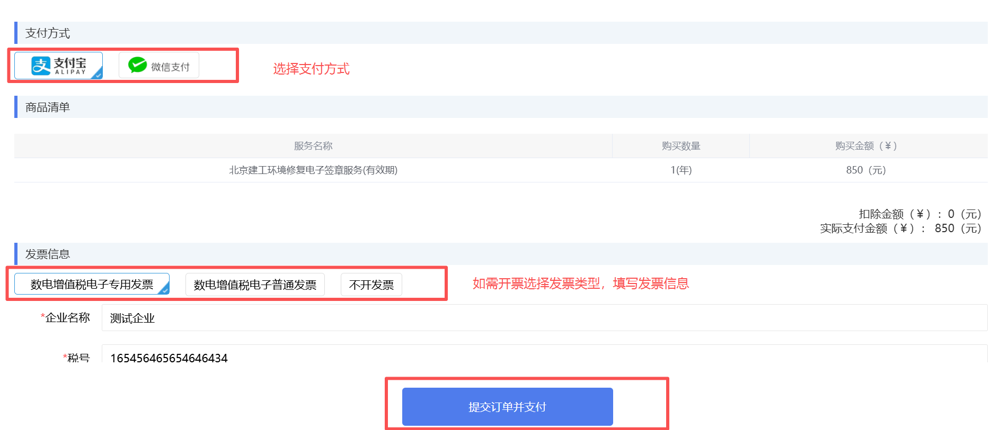 支付方式
支付宝
ALIPAY
微信支付
选择支付方式
商品清单
服务名称 购买数量 购买金额（¥）
北京建工环境修复电子签章服务(有效期) 1(年) 850（元）
扣除金额（¥）：0（元）
实际支付金额（¥）： 850（元）
发票信息
数电增值税电子专用发票 数电增值税电子普通发票 不开发票 如需开票选择发票类型，填写发票信息
*企业名称 测试企业
*税号 165456465654646434
提交订单并支付